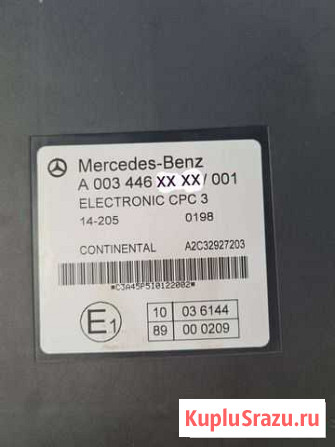 Mercedes-Benz
A 003 446 XX XX / 001
ELECTRONIC CPC 3
14-205 0198
CONTINENTAL A2C32927203
*C3A45P5I0122002*
E1
10 03 6144
89 00 0209
KupluSrazu.ru